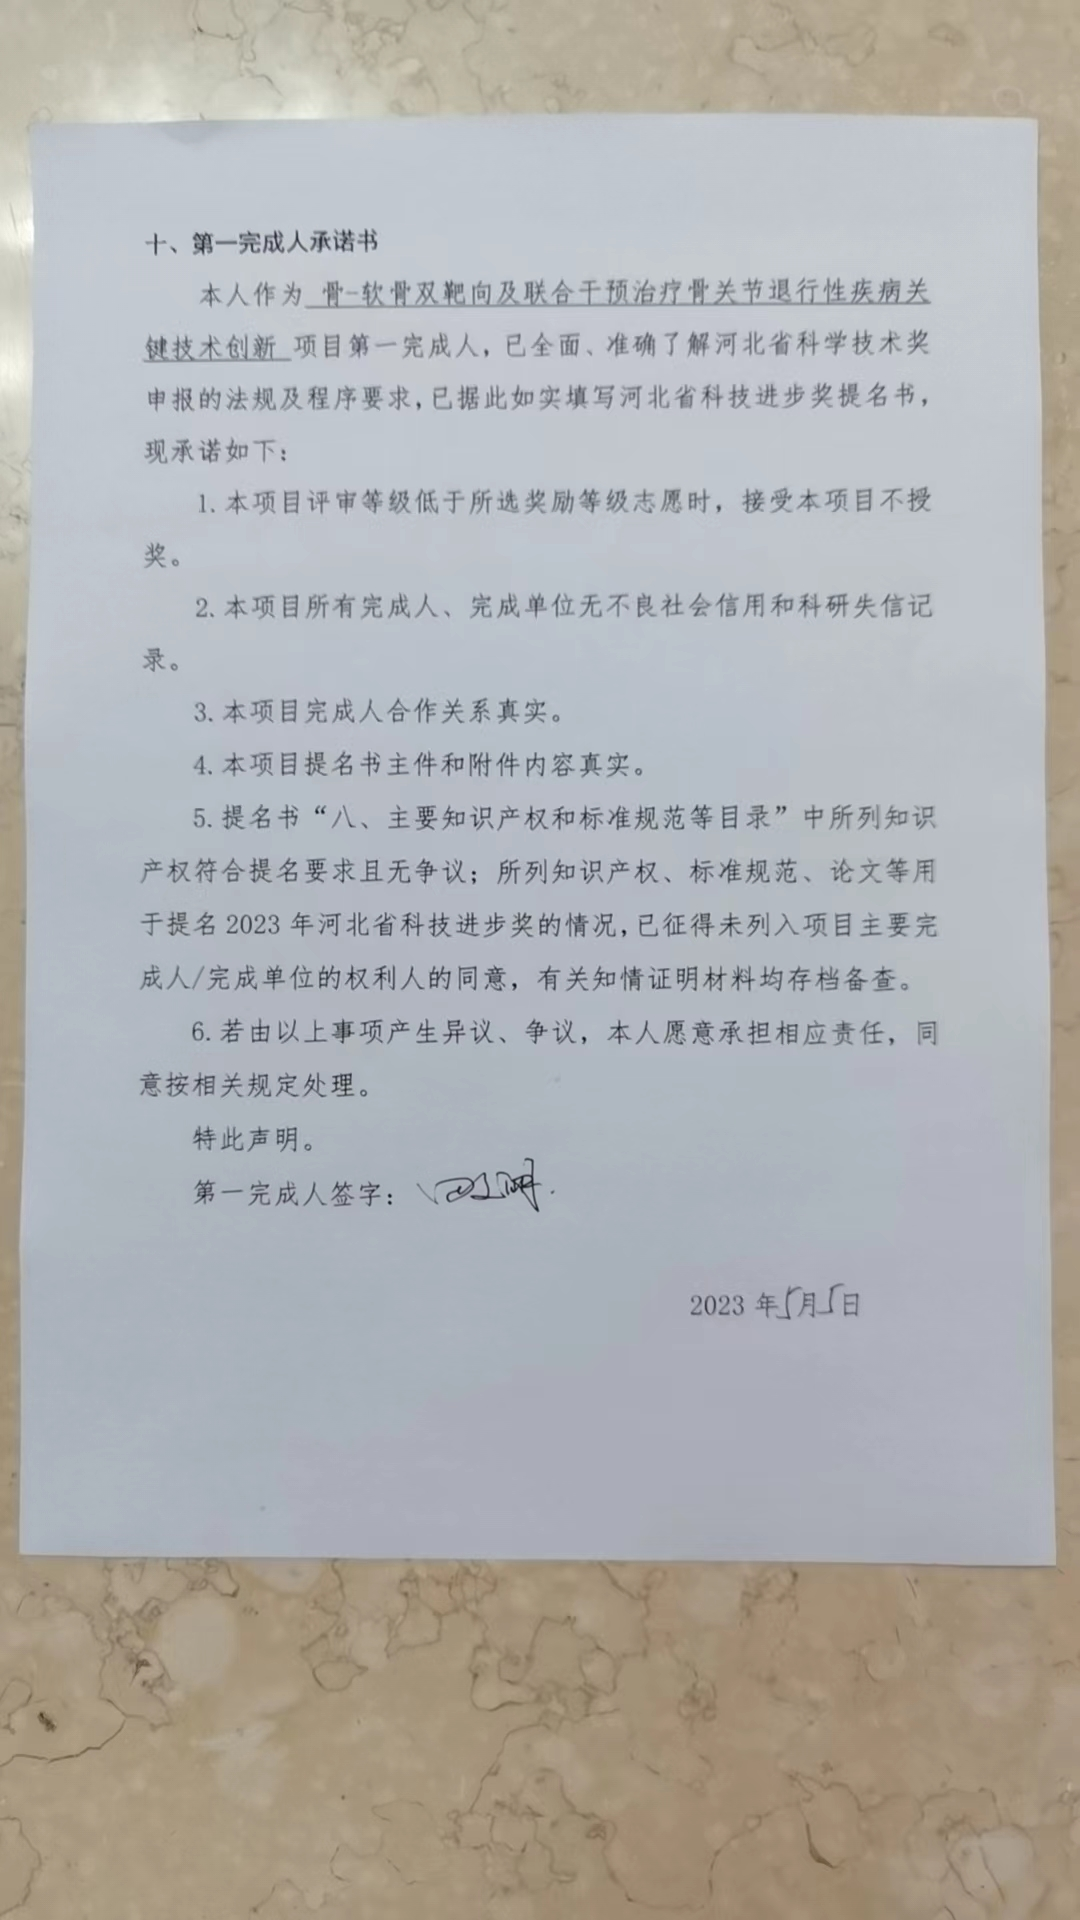 十、第一完成人承诺书
本人作为 骨-软骨双靶向及联合干预治疗骨关节退行性疾病关
键技术创新 项目第一完成人，已全面、准确了解河北省科学技术奖
申报的法规及程序要求，已据此如实填写河北省科技进步奖提名书，
现承诺如下：
1.本项目评审等级低于所选奖励等级志愿时，接受本项目不授
奖。
2.本项目所有完成人、完成单位无不良社会信用和科研失信记
录。
3.本项目完成人合作关系真实。
4.本项目提名书主件和附件内容真实。
5.提名书“八、主要知识产权和标准规范等目录”中所列知识
产权符合提名要求且无争议；所列知识产权、标准规范、论文等用
于提名 2023 年河北省科技进步奖的情况，已征得未列入项目主要完
成人/完成单位的权利人的同意，有关知情证明材料均存档备查。
6.若由以上事项产生异议、争议，本人愿意承担相应责任，同
意按相关规定处理。
特此声明。
第一完成人签字：
2023 年5月5日